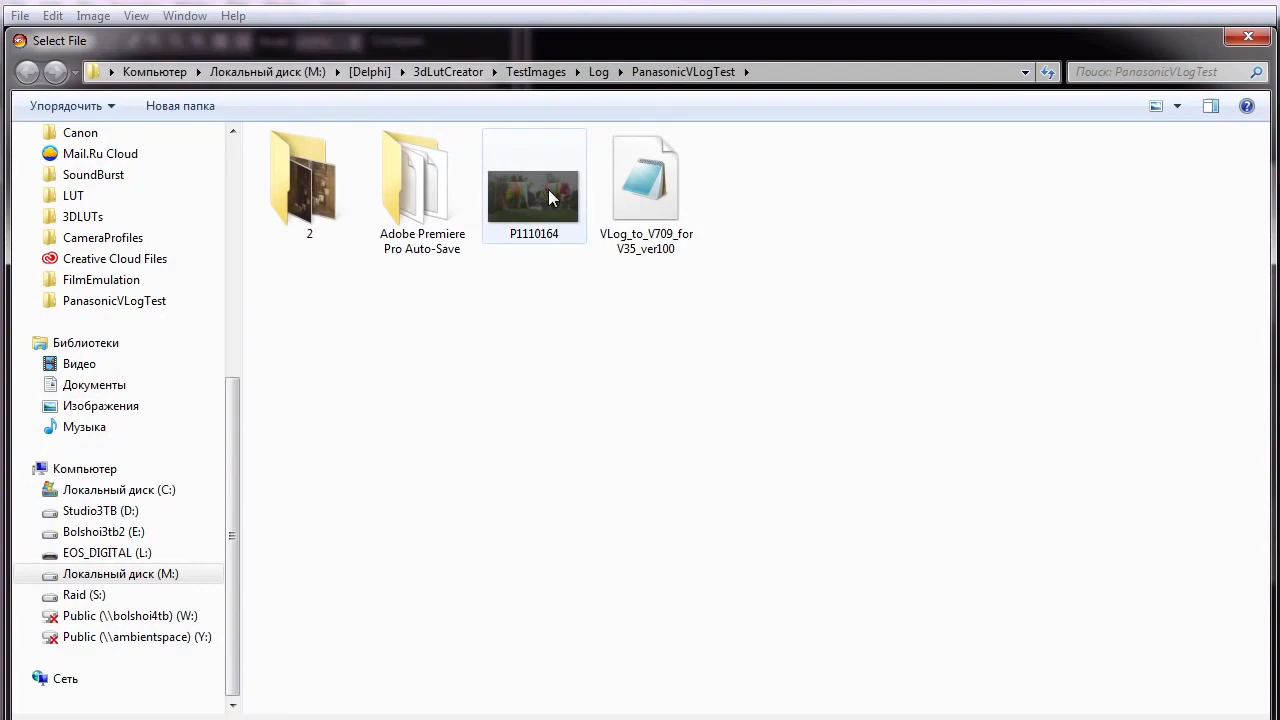 File Edit Image View Window Help
Select File
Компьютер Локальный диск (M:) [Delphi] 3dLutCreator TestImages Log PanasonicVLogTest Поиск: PanasonicVLogTest
Упорядочить Новая папка
Canon
Mail.Ru Cloud
SoundBurst
LUT
3DLUTs
CameraProfiles
Creative Cloud Files
FilmEmulation
PanasonicVLogTest
Библиотеки
Видео
Документы
Изображения
Музыка
Компьютер
Локальный диск (C:)
Studio3TB (D:)
Bolshoi3tb2 (E:)
EOS_DIGITAL (L:)
Локальный диск (M:)
Raid (S:)
Public (\\bolshoi4tb) (W:)
Public (\\ambientspace) (Y:)
Сеть
2
Adobe Premiere
Pro Auto-Save
P1110164
VLog_to_V709_for
V35_ver100